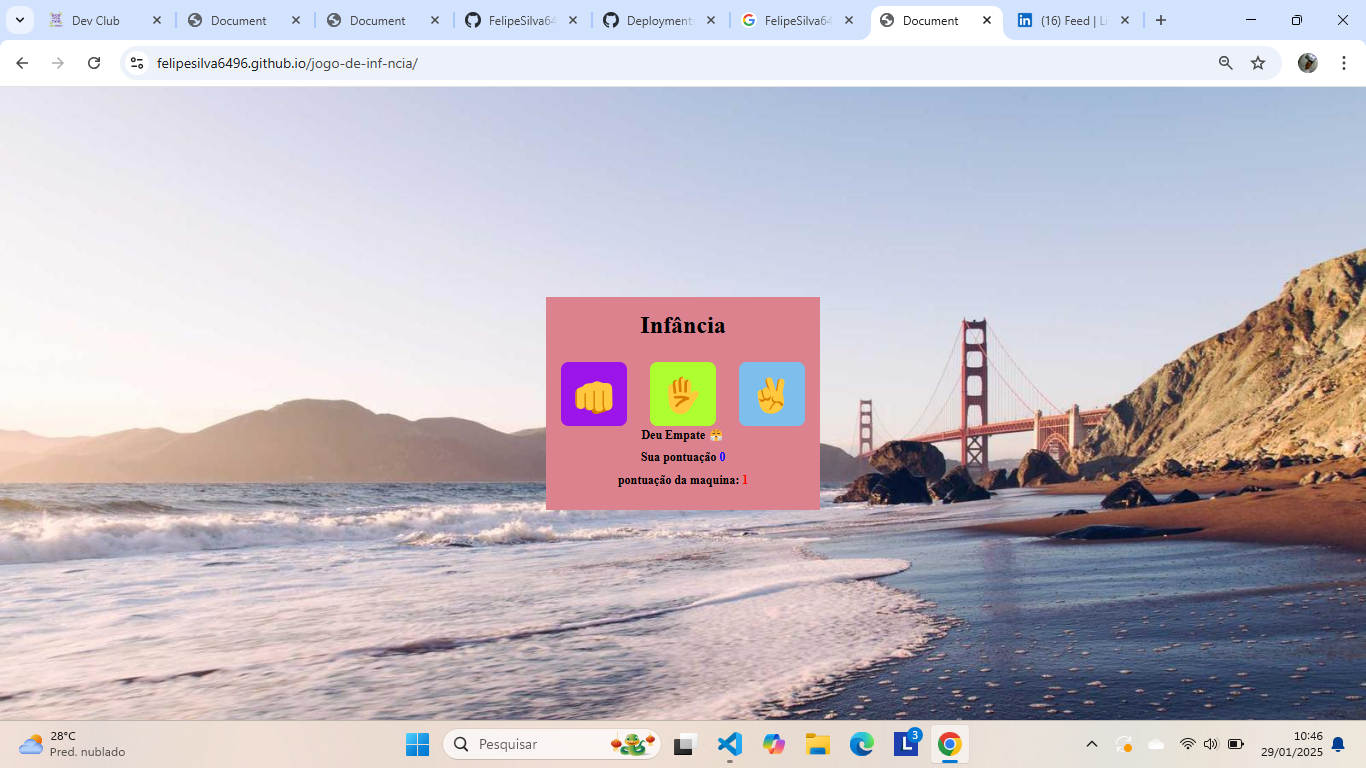 Dev Club
Document
Document
FelipeSilva64
Deployment
FelipeSilva64
Document
(16) Feed | Li
felipesilva6496.github.io/jogo-de-inf-ncia/
Infância
Deu Empate
Sua pontuação 0
pontuação da maquina: 1
28°C
Pred. nublado
Pesquisar
L
3
10:46
29/01/2025